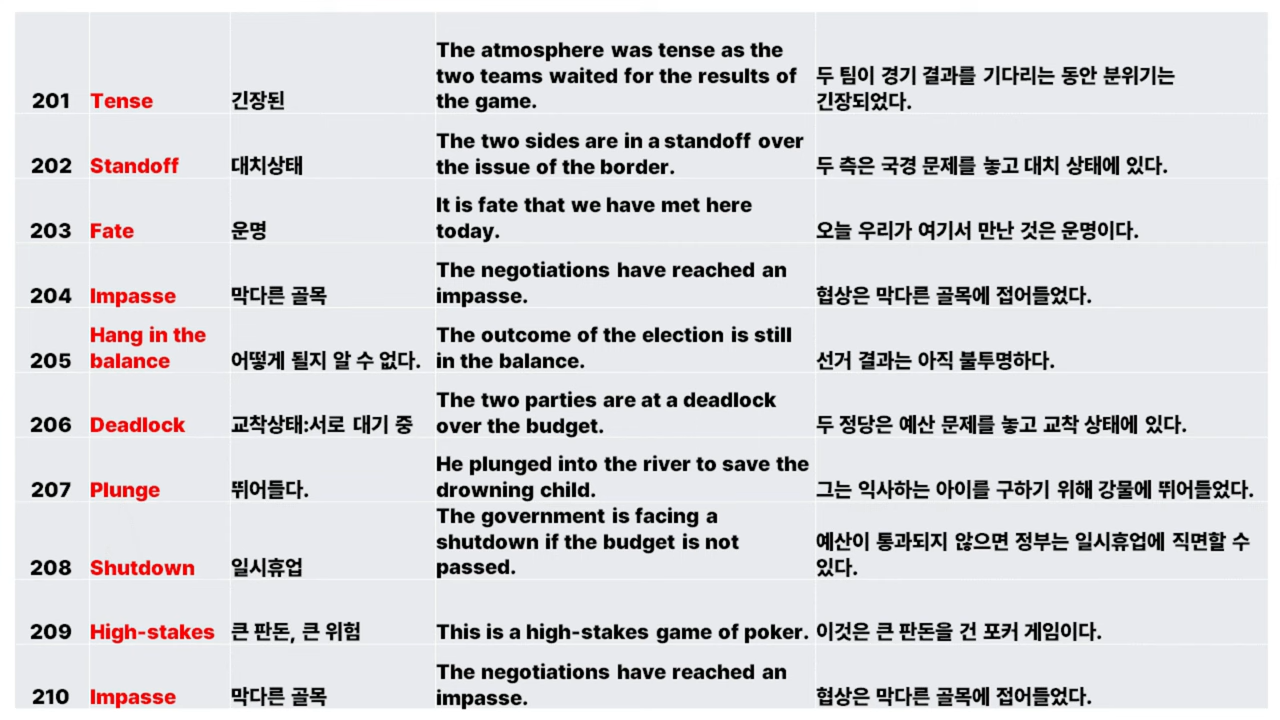 201 Tense 긴장된 The atmosphere was tense as the two teams waited for the results of the game. 두 팀이 경기 결과를 기다리는 동안 분위기는 긴장되었다.
202 Standoff 대치상태 The two sides are in a standoff over the issue of the border. 두 측은 국경 문제를 놓고 대치 상태에 있다.
203 Fate 운명 It is fate that we have met here today. 오늘 우리가 여기서 만난 것은 운명이다.
204 Impasse 막다른 골목 The negotiations have reached an impasse. 협상은 막다른 골목에 접어들었다.
205 Hang in the balance 어떻게 될지 알 수 없다. The outcome of the election is still in the balance. 선거 결과는 아직 불투명하다.
206 Deadlock 교착상태:서로 대기 중 The two parties are at a deadlock over the budget. 두 정당은 예산 문제를 놓고 교착 상태에 있다.
207 Plunge 뛰어들다. He plunged into the river to save the drowning child. 그는 익사하는 아이를 구하기 위해 강물에 뛰어들었다.
208 Shutdown 일시휴업 The government is facing a shutdown if the budget is not passed. 예산이 통과되지 않으면 정부는 일시휴업에 직면할 수 있다.
209 High-stakes 큰 판돈, 큰 위험 This is a high-stakes game of poker. 이것은 큰 판돈을 건 포커 게임이다.
210 Impasse 막다른 골목 The negotiations have reached an impasse. 협상은 막다른 골목에 접어들었다.